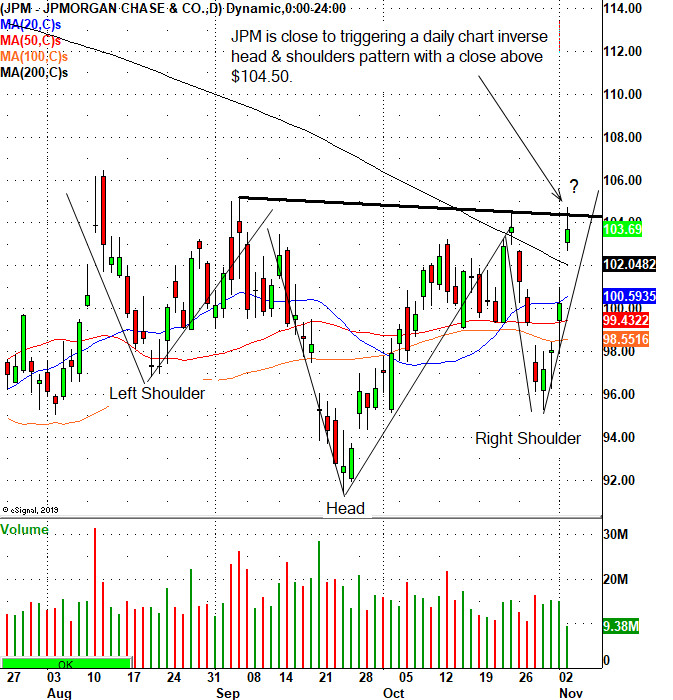 (JPM - JPMORGAN CHASE & CO.,D) Dynamic,0:00-24:00
MA(20,C)s
MA(50,C)s
MA(100,C)s
MA(200,C)s
JPM is close to triggering a daily chart inverse
head & shoulders pattern with a close above
$104.50.
?
114.00
112.00
110.00
108.00
106.00
104.00
103.69
102.0482
100.5935
100.00
99.4322
98.5516
98.00
96.00
94.00
92.00
Left Shoulder
Right Shoulder
Head
© eSignal, 2019
Volume
30M
20M
9.38M
0
OK
27 03 10 17 24 31 08 14 21 28 05 12 19 26 02
Aug Sep Oct Nov